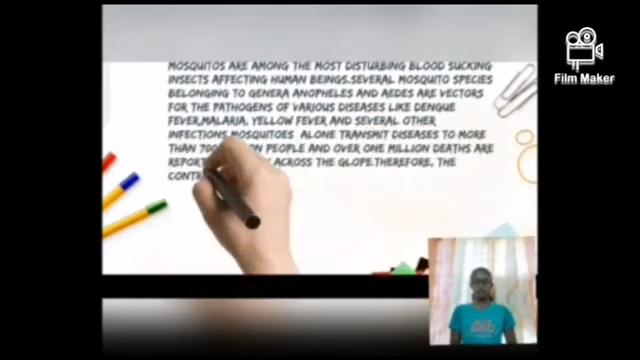 MOSQUITOS ARE AMONG THE MOST DISTURBING BLOOD SUCKING
INSECTS AFFECTING HUMAN BEINGS.SEVERAL MOSQUITO SPECIES
BELONGING TO GENERA ANOPHELES AND AEDES ARE VECTORS
FOR THE PATHOGENS OF VARIOUS DISEASES LIKE DENGUE
FEVER,MALARIA, YELLOW FEVER AND SEVERAL OTHER
INFECTIONS.MOSQUITOES ALONE TRANSMIT DISEASES TO MORE
THAN 700 PEOPLE AND OVER ONE MILLION DEATHS ARE
ACROSS THE GLOPE.THEREFORE, THE
Film Maker